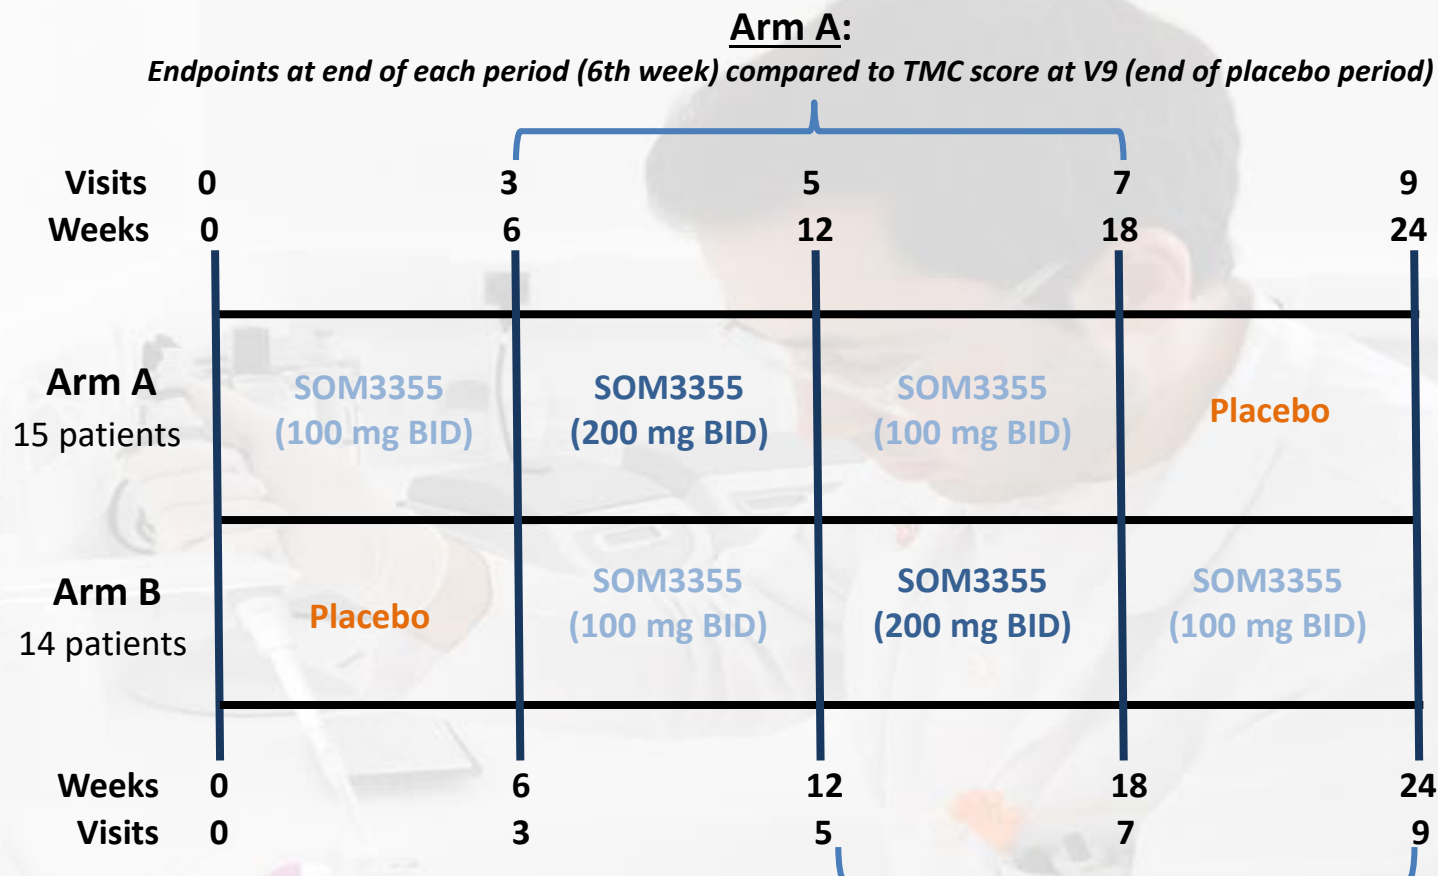 Arm A:
Endpoints at end of each period (6th week) compared to TMC score at V9 (end of placebo period)
Visits 0 3 5 7 9
Weeks 0 6 12 18 24
Arm A
15 patients
SOM3355
(100 mg BID)
SOM3355
(200 mg BID)
SOM3355
(100 mg BID)
Placebo
Arm B
14 patients
Placebo
SOM3355
(100 mg BID)
SOM3355
(200 mg BID)
SOM3355
(100 mg BID)
Weeks 0 6 12 18 24
Visits 0 3 5 7 9